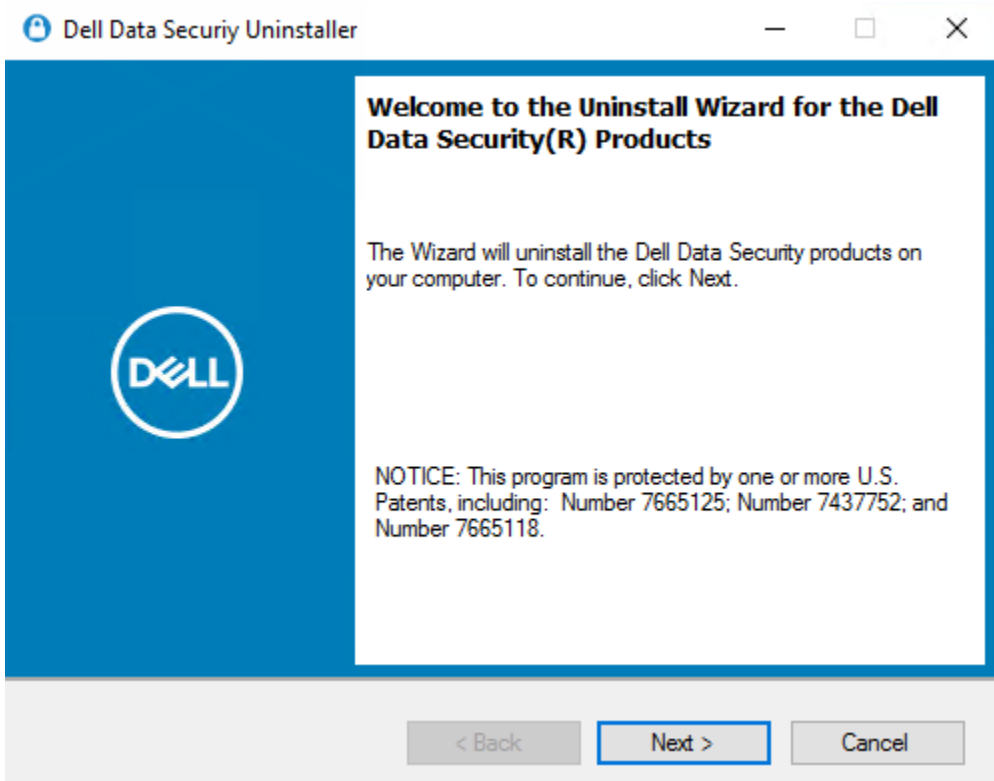 Dell Data Securiy Uninstaller
Welcome to the Uninstall Wizard for the Dell
Data Security(R) Products
The Wizard will uninstall the Dell Data Security products on
your computer. To continue, click Next.
DELL
NOTICE: This program is protected by one or more U.S.
Patents, including:  Number 7665125; Number 7437752; and
Number 7665118.
< Back
Next >
Cancel